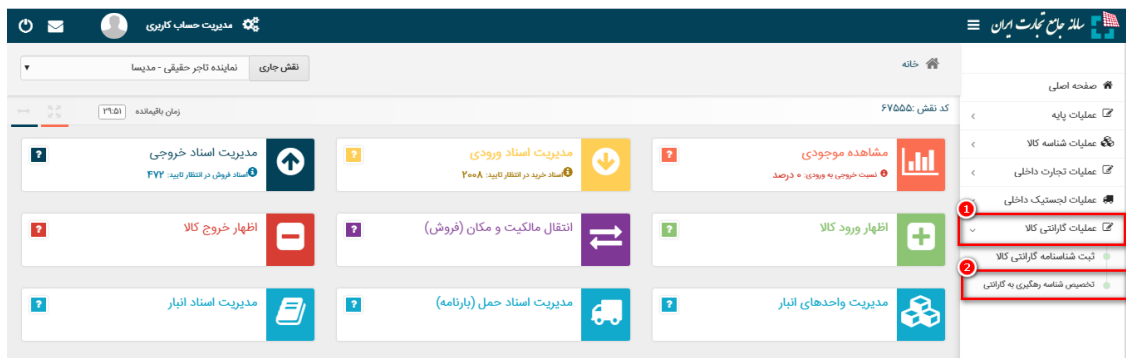 سامانه جامع تجارت ایران
مدیریت حساب کاربری
صفحه اصلی
عملیات پایه
عملیات شناسه کالا
عملیات تجارت داخلی
عملیات لجستیک داخلی
1
عملیات گارانتی کالا
ثبت شناسنامه گارانتی کالا
2
تخصیص شناسه رهگیری به گارانتی
خانه
نقش جاری
نماینده تاجر حقیقی - مدیسا
کد نقش :۶۷۵۵۵
زمان باقیمانده ۲۹:۵۱
مشاهده موجودی ?
نسبت خروجی به ورودی: ۰ درصد
مدیریت اسناد ورودی ?
اسناد خرید در انتظار تایید: ۲۰۰۸
مدیریت اسناد خروجی ?
اسناد فروش در انتظار تایید: ۴۷۲
اظهار ورود کالا ?
انتقال مالکیت و مکان (فروش) ?
اظهار خروج کالا ?
مدیریت واحدهای انبار ?
مدیریت اسناد حمل (بارنامه) ?
مدیریت اسناد انبار ?